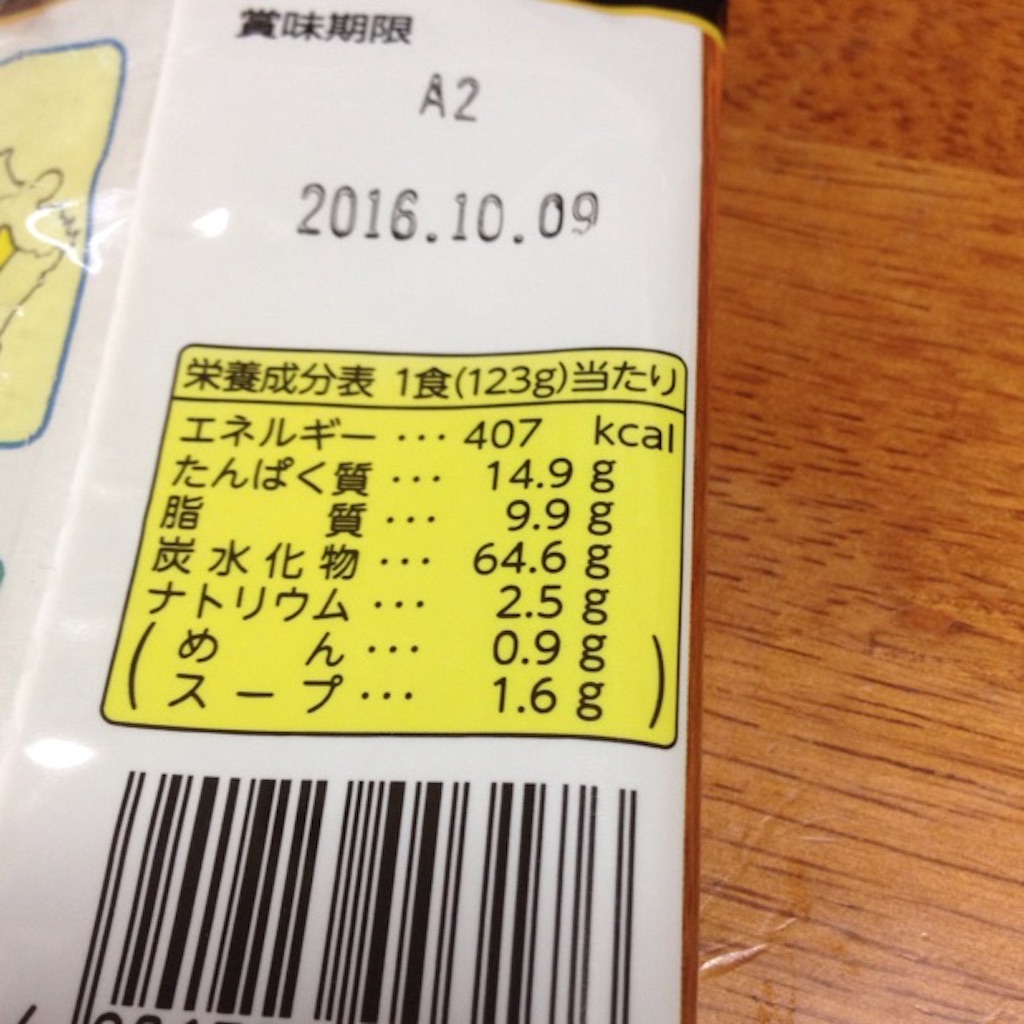 賞味期限
A2
2016.10.09
栄養成分表 1食(123g)当たり
エネルギー … 407 kcal
たんぱく質 … 14.9 g
脂質 … 9.9 g
炭水化物 … 64.6 g
ナトリウム … 2.5 g
(めん … 0.9 g
スープ … 1.6 g)